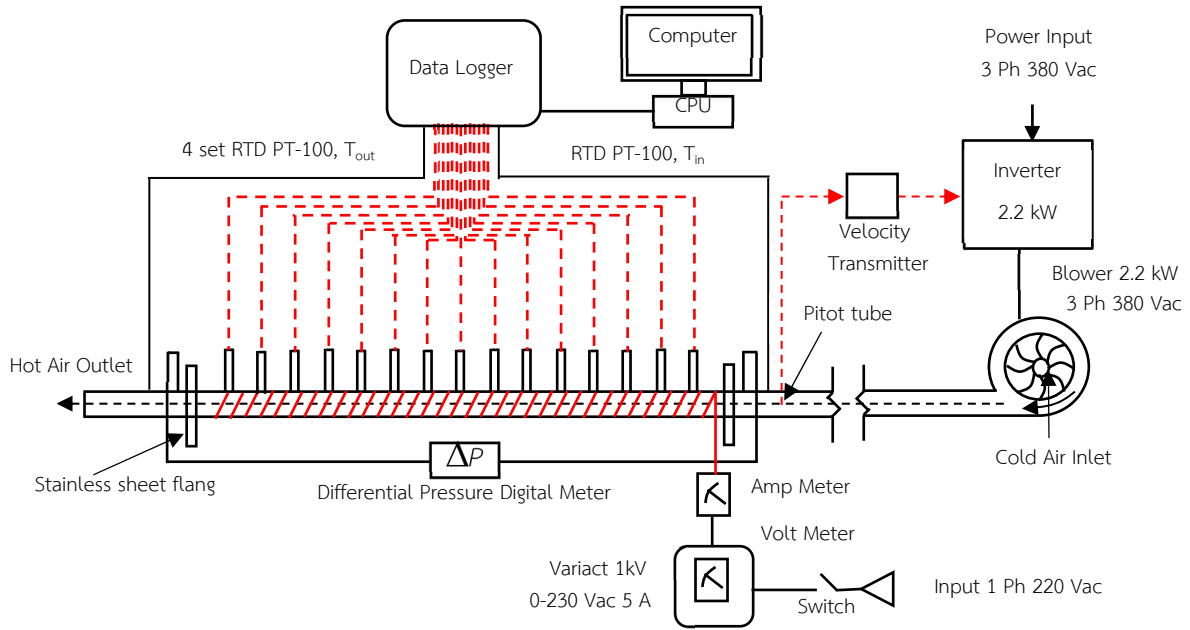 Computer
Data Logger
CPU
Power Input
3 Ph 380 Vac
4 set RTD PT-100, Tout
RTD PT-100, Tin
Inverter
2.2 kW
Velocity
Transmitter
Blower 2.2 kW
3 Ph 380 Vac
Pitot tube
Hot Air Outlet
Cold Air Inlet
ΔP
Stainless sheet flang
Differential Pressure Digital Meter
Amp Meter
Volt Meter
Variact 1kV
0-230 Vac 5 A
Switch
Input 1 Ph 220 Vac